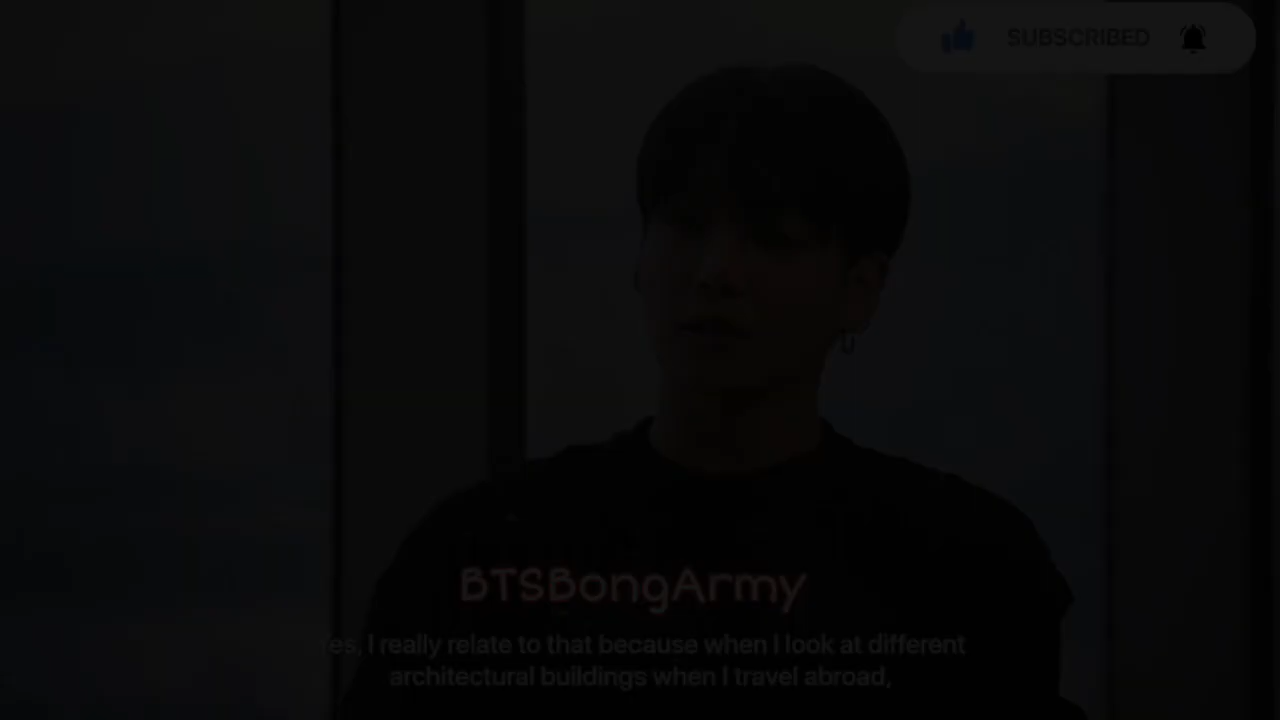 SUBSCRIBED
BTSBongArmy
I really relate to that because when I look at different
architectural buildings when I travel abroad,